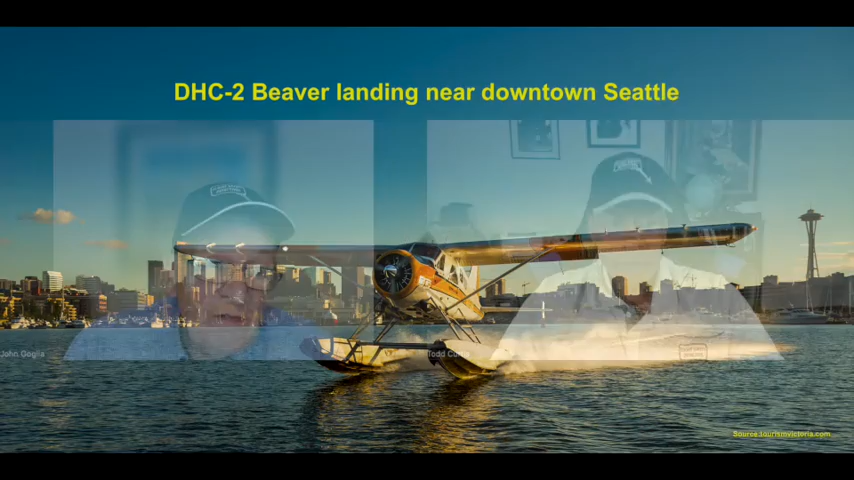 DHC-2 Beaver landing near downtown Seattle
John Goglia
Todd Curtis
Source:tourismvictoria.com